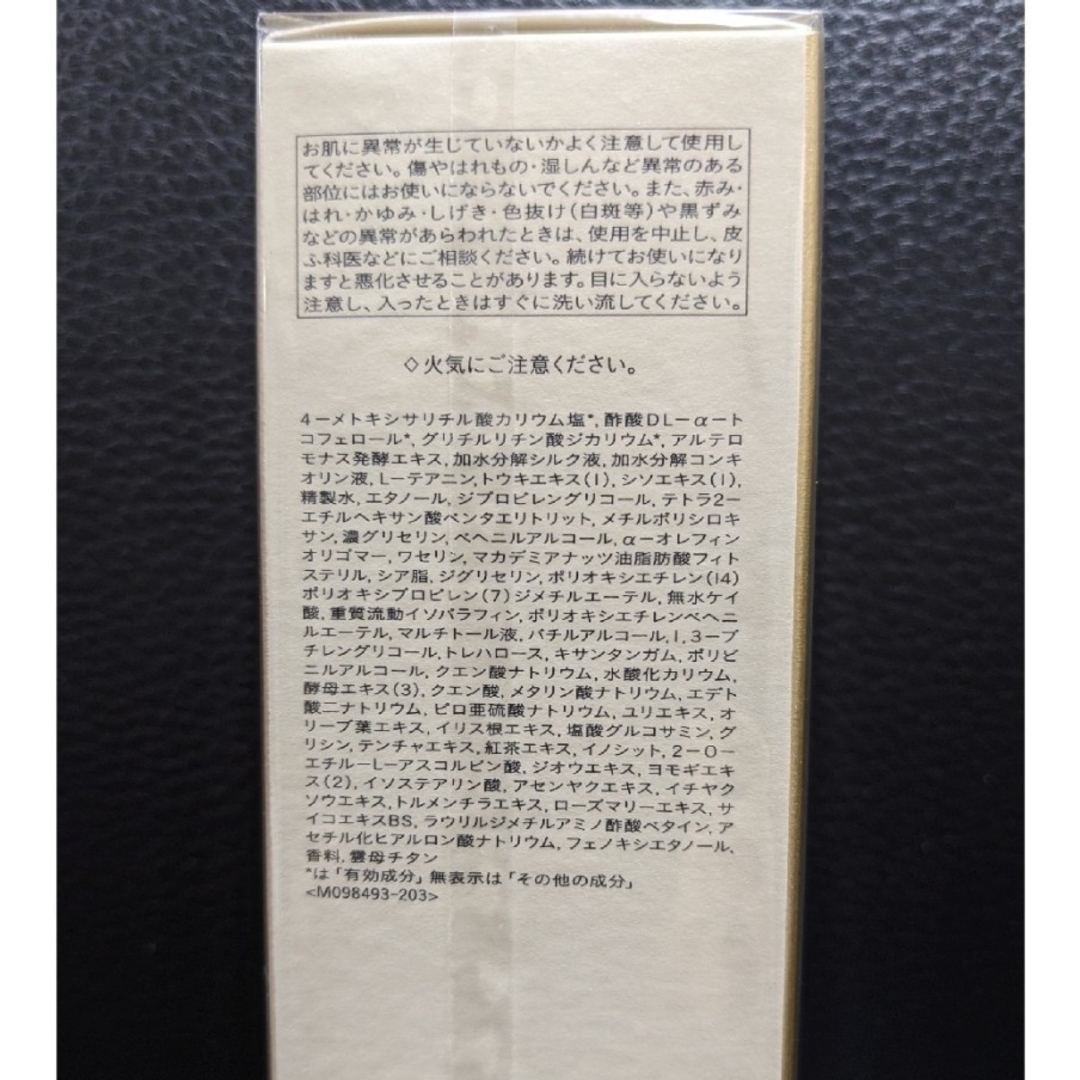 お肌に異常が生じていないかよく注意して使用し
てください。傷やはれもの・湿しんなど異常のある
部位にはお使いにならないでください。また、赤み・
はれ・かゆみ・しげき・色抜け(白斑等)や黒ずみ
などの異常があらわれたときは、使用を中止し、皮
ふ科医などにご相談ください。続けてお使いになり
ますと悪化させることがあります。目に入らないよう
注意し、入ったときはすぐに洗い流してください。
◇火気にご注意ください。
4－メトキシサリチル酸カリウム塩*, 酢酸DL－α－ト
コフェロール*, グリチルリチン酸ジカリウム*, アルテロ
モナス発酵エキス, 加水分解シルク液, 加水分解コンキ
オリン液, L－テアニン, トウキエキス(1), シソエキス(1),
精製水, エタノール, ジプロピレングリコール, テトラ2－
エチルヘキサン酸ペンタエリトリット, メチルポリシロキ
サン, 濃グリセリン, ベヘニルアルコール, α－オレフィン
オリゴマー, ワセリン, マカデミアナッツ油脂肪酸フィト
ステリル, シア脂, ジグリセリン, ポリオキシエチレン(14)
ポリオキシプロピレン(7)ジメチルエーテル, 無水ケイ
酸, 重質流動イソパラフィン, ポリオキシエチレンベヘニ
ルエーテル, マルチトール液, バチルアルコール, 1,3－ブ
チレングリコール, トレハロース, キサンタンガム, ポリビ
ニルアルコール, クエン酸ナトリウム, 水酸化カリウム,
酵母エキス(3), クエン酸, メタリン酸ナトリウム, エデト
酸二ナトリウム, ピロ亜硫酸ナトリウム, ユリエキス, オ
リーブ葉エキス, イリス根エキス, 塩酸グルコサミン, グ
リシン, テンチャエキス, 紅茶エキス, イノシット, 2－O－
エチル－L－アスコルビン酸, ジオウエキス, ヨモギエキ
ス(2), イソステアリン酸, アセンヤクエキス, イチヤク
ソウエキス, トルメンチラエキス, ローズマリーエキス, サ
イコエキスBS, ラウリルジメチルアミノ酢酸ベタイン, ア
セチル化ヒアルロン酸ナトリウム, フェノキシエタノール,
香料, 雲母チタン
*は「有効成分」無表示は「その他の成分」
<M098493-203>